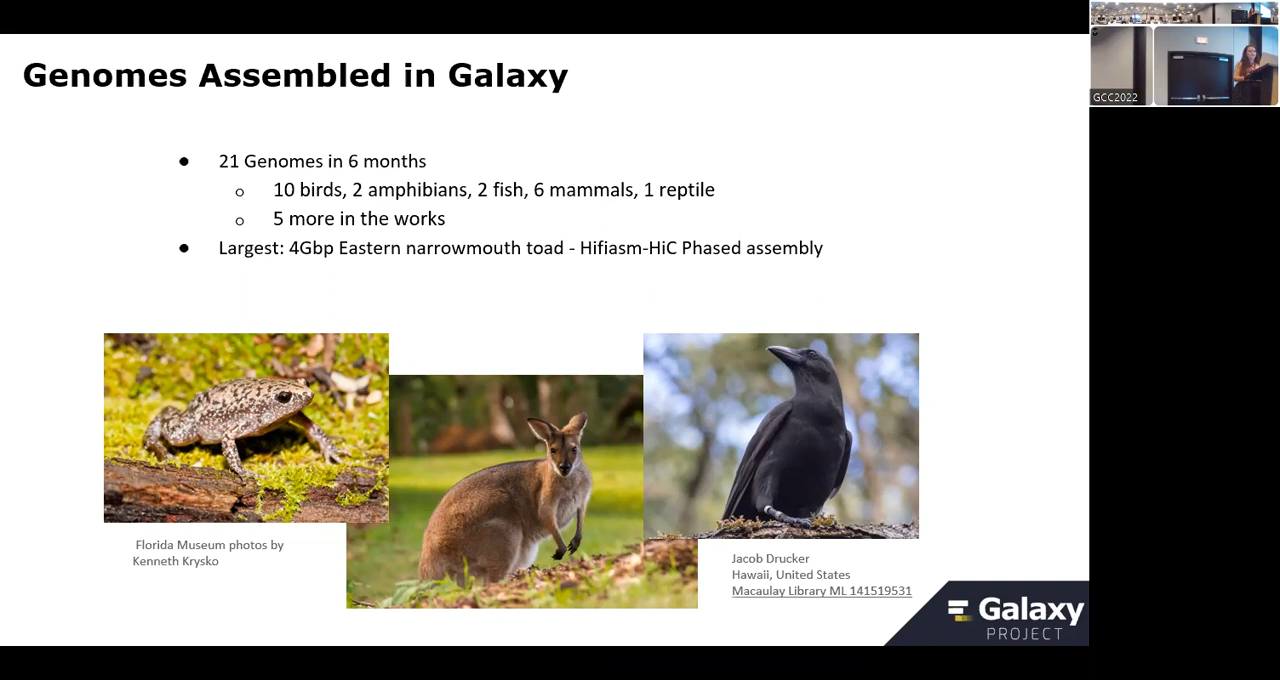 Genomes Assembled in Galaxy
● 21 Genomes in 6 months
o 10 birds, 2 amphibians, 2 fish, 6 mammals, 1 reptile
o 5 more in the works
● Largest: 4Gbp Eastern narrowmouth toad - Hifiasm-HiC Phased assembly
Florida Museum photos by
Kenneth Krysko
Jacob Drucker
Hawaii, United States
Macaulay Library ML 141519531
Galaxy
PROJECT
GCC2022